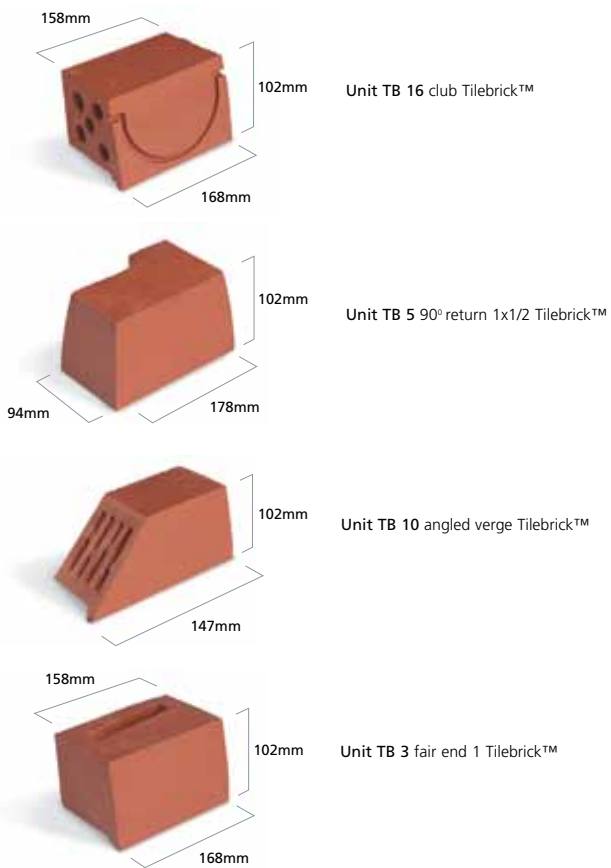 158mm
102mm
Unit TB 16 club Tilebrick™
168mm
102mm
Unit TB 5 90⁰ return 1x1/2 Tilebrick™
94mm
178mm
102mm
Unit TB 10 angled verge Tilebrick™
147mm
158mm
102mm
Unit TB 3 fair end 1 Tilebrick™
168mm